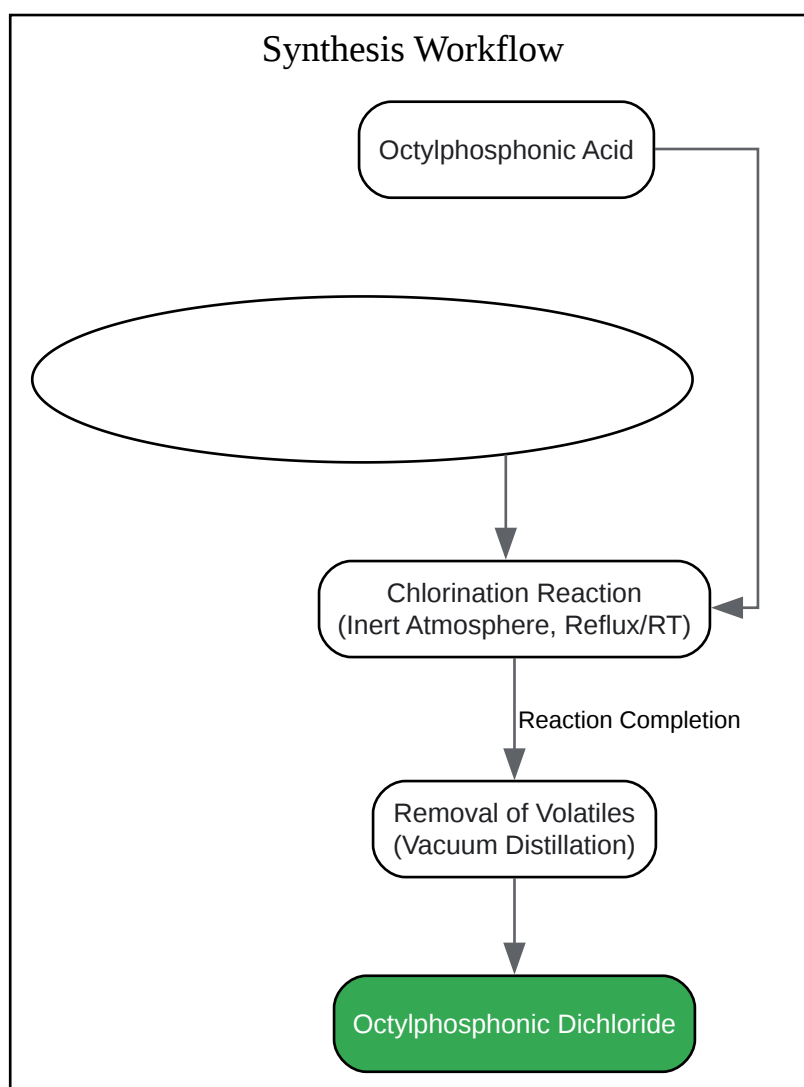 Synthesis Workflow
Octylphosphonic Acid
Chlorination Reaction
(Inert Atmosphere, Reflux/RT)
Reaction Completion
Removal of Volatiles
(Vacuum Distillation)
Octylphosphonic Dichloride